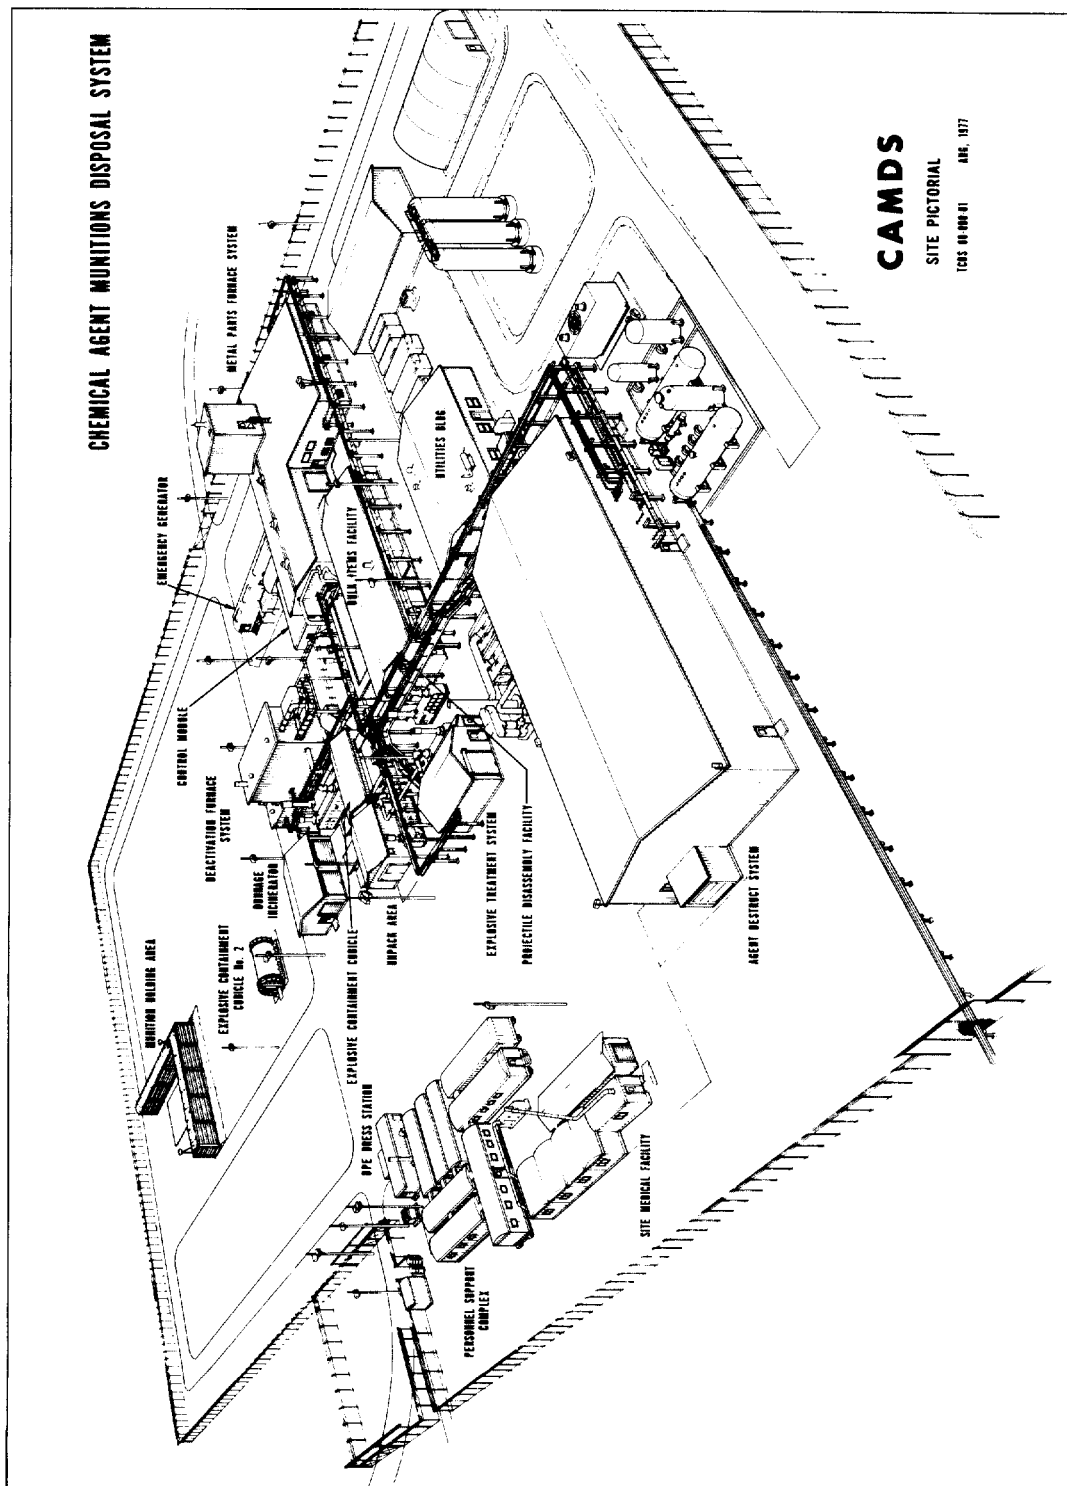 CHEMICAL AGENT MUNITIONS DISPOSAL SYSTEM
METAL PARTS FURNACE SYSTEM
EMERGENCY GENERATOR
CONTROL MODULE
DEACTIVATION FURNACE
SYSTEM
DUNNAGE
INCINERATOR
EXPLOSIVE CONTAINMENT
CUBICLE No. 2
MUNITION HOLDING AREA
BULK ITEMS FACILITY
UTILITIES BLDG
EXPLOSIVE CONTAINMENT CUBICLE
UNPACK AREA
EXPLOSIVE TREATMENT SYSTEM
PROJECTILE DISASSEMBLY FACILITY
AGENT DESTRUCT SYSTEM
DPE DRESS STATION
PERSONNEL SUPPORT
COMPLEX
SITE MEDICAL FACILITY
CAMDS
SITE PICTORIAL
AUG, 1977